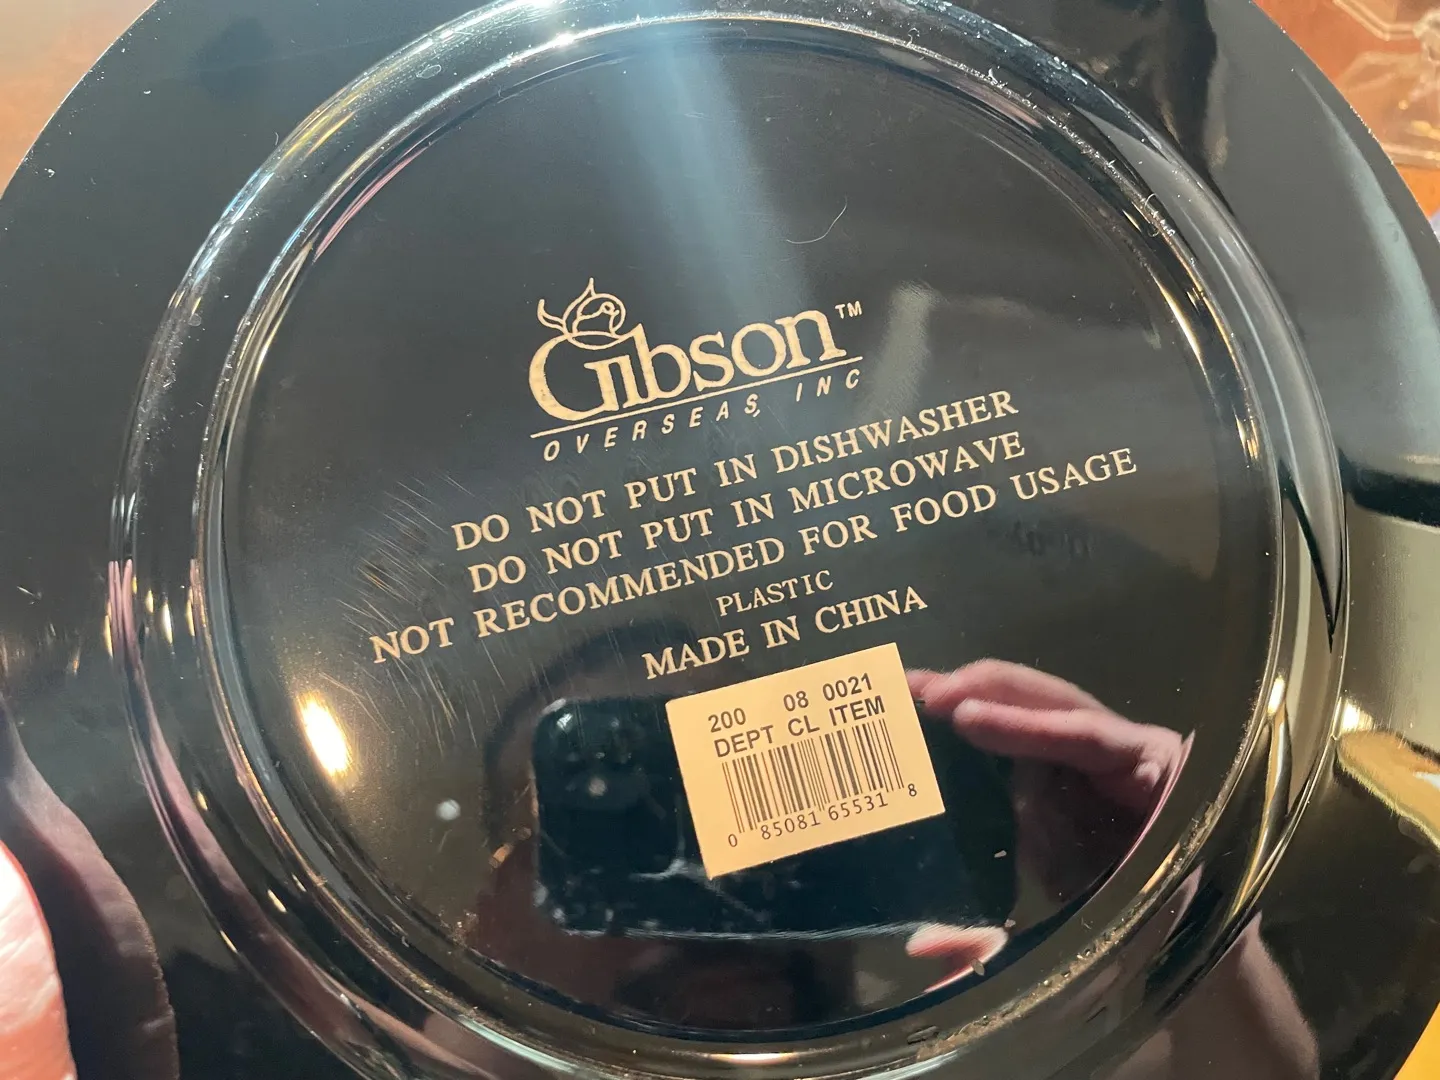 Gibson™
OVERSEAS, INC
DO NOT PUT IN DISHWASHER
DO NOT PUT IN MICROWAVE
NOT RECOMMENDED FOR FOOD USAGE
PLASTIC
MADE IN CHINA
200 08 0021
DEPT CL ITEM
0 85081 65531 8